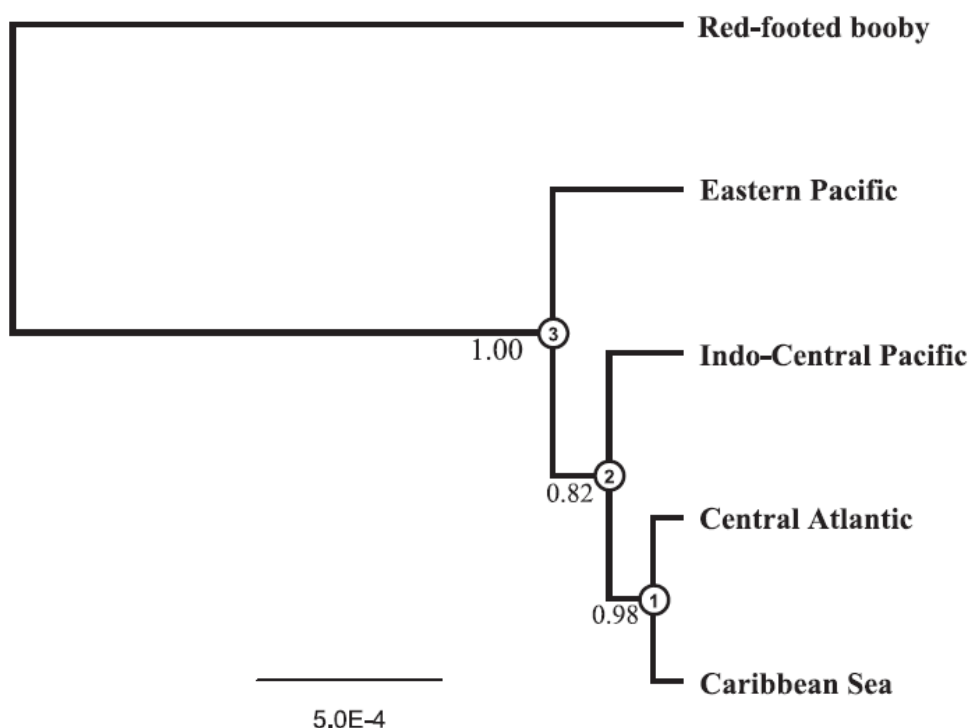 Red-footed booby
Eastern Pacific
3
1.00
Indo-Central Pacific
2
0.82
Central Atlantic
1
0.98
Caribbean Sea
5.0E-4